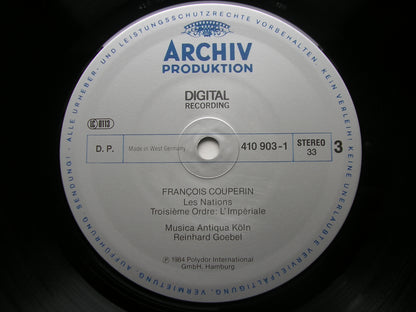 ALLE URHEBER- UND LEISTUNGSSCHUTZRECHTE VORBEHALTEN. KEIN VERLEIH! KEINE UNERLAUBTE VERVIELFÄLTIGUNG, VERMIETUNG, AUFFÜHRUNG, SENDUNG!
ARCHIV
PRODUKTION
DIGITAL
RECORDING
D. P.
Made in West Germany
410 903-1
STEREO
33
3
FRANÇOIS COUPERIN
Les Nations
Troisième Ordre: L'Impériale
Musica Antiqua Köln
Reinhard Goebel
℗ 1984 Polydor International
GmbH, Hamburg